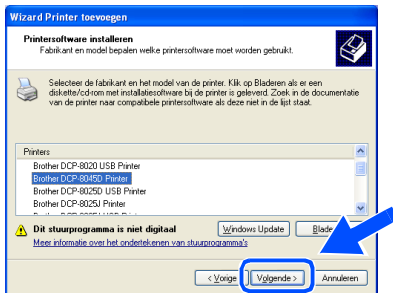 Wizard Printer toevoegen
Printersoftware installeren
Fabrikant en model bepalen welke printersoftware moet worden gebruikt.
Selecteer de fabrikant en het model van de printer. Klik op Bladeren als er een
diskette/cd-rom met installatiesoftware bij de printer is geleverd. Zoek in de documentatie
van de printer naar compatibele printersoftware als deze niet in de lijst staat.
Printers
Brother DCP-8020 USB Printer
Brother DCP-8045D Printer
Brother DCP-8025D USB Printer
Brother DCP-8025J Printer
Dit stuurprogramma is niet digitaal
Windows Update
Blade
Meer informatie over het ondertekenen van stuurprogramma's
< Vorige
Volgende >
Annuleren